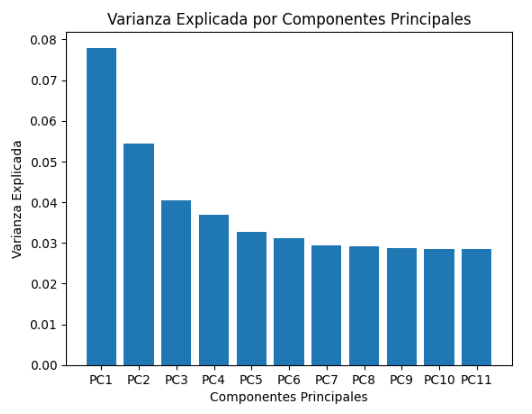 Varianza Explicada por Componentes Principales
Varianza Explicada
0.08
0.07
0.06
0.05
0.04
0.03
0.02
0.01
0.00
PC1 PC2 PC3 PC4 PC5 PC6 PC7 PC8 PC9 PC10 PC11
Componentes Principales